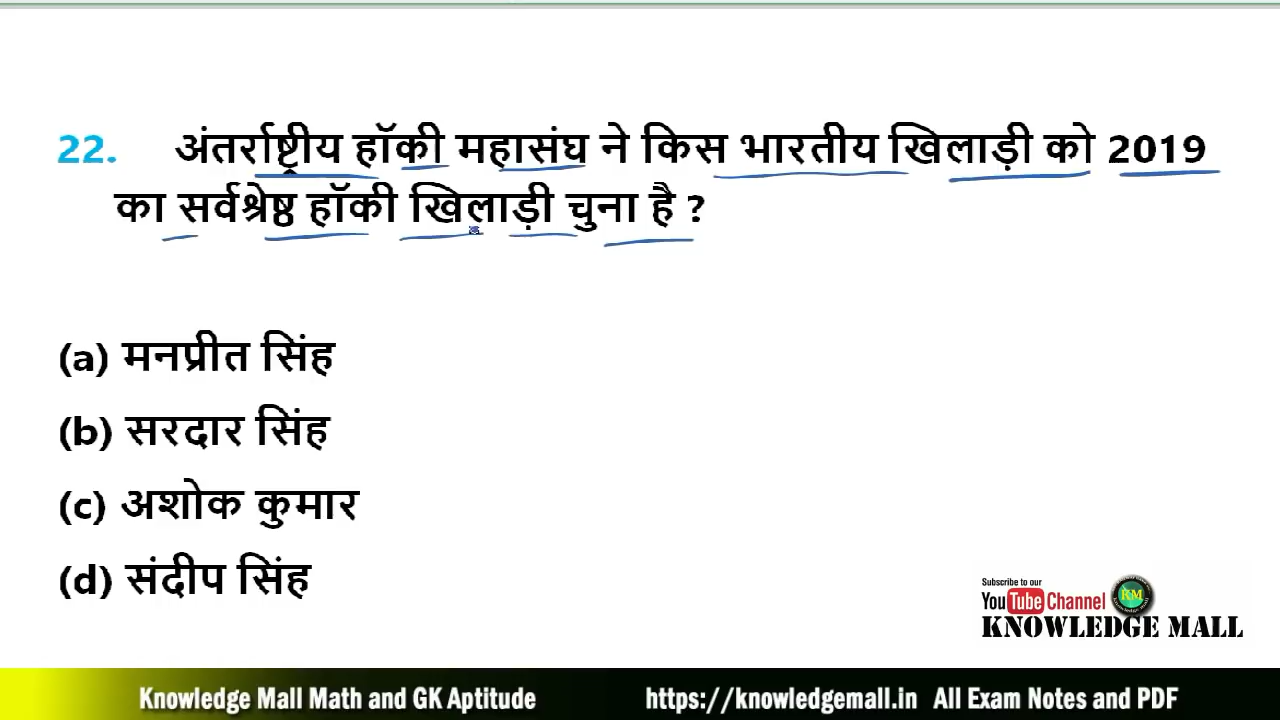 22. अंतर्राष्ट्रीय हॉकी महासंघ ने किस भारतीय खिलाड़ी को 2019
का सर्वश्रेष्ठ हॉकी खिलाड़ी चुना है ?
(a) मनप्रीत सिंह
(b) सरदार सिंह
(c) अशोक कुमार
(d) संदीप सिंह
Subscribe to our
YouTube Channel
KM
KNOWLEDGE MALL
Knowledge Mall Math and GK Aptitude https://knowledgemall.in All Exam Notes and PDF